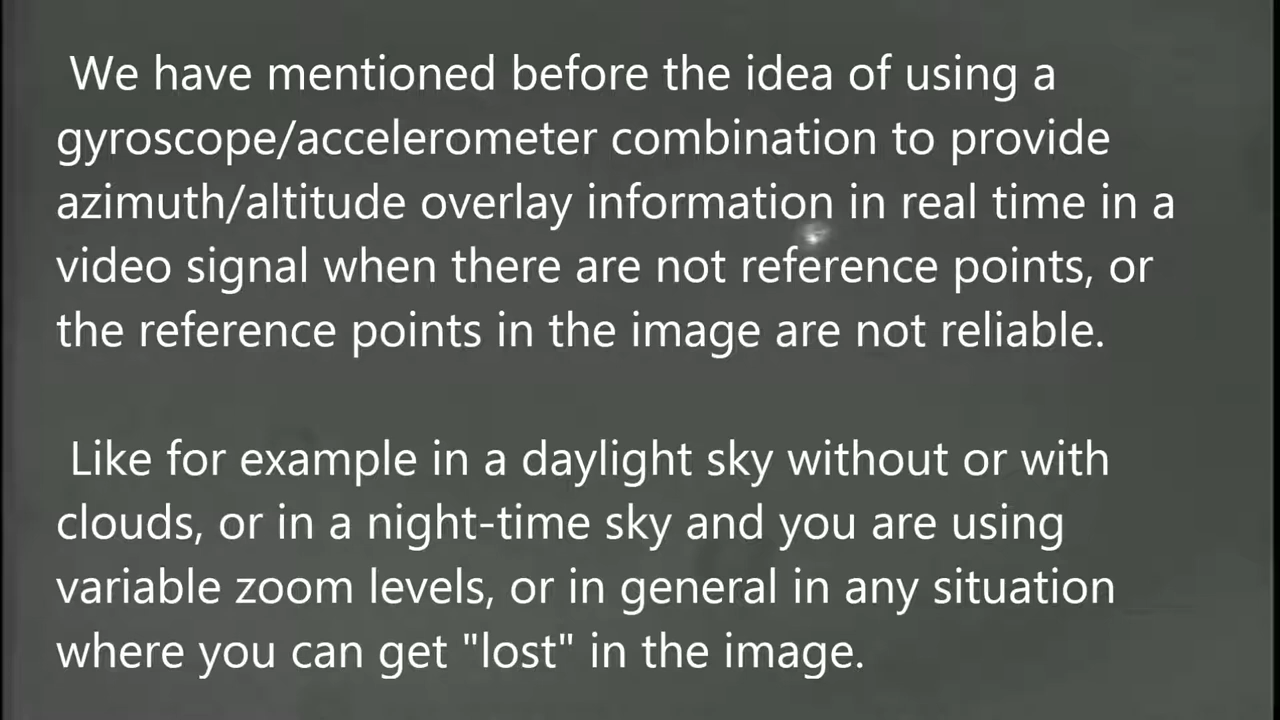 We have mentioned before the idea of using a
gyroscope/accelerometer combination to provide
azimuth/altitude overlay information in real time in a
video signal when there are not reference points, or
the reference points in the image are not reliable.
Like for example in a daylight sky without or with
clouds, or in a night-time sky and you are using
variable zoom levels, or in general in any situation
where you can get "lost" in the image.